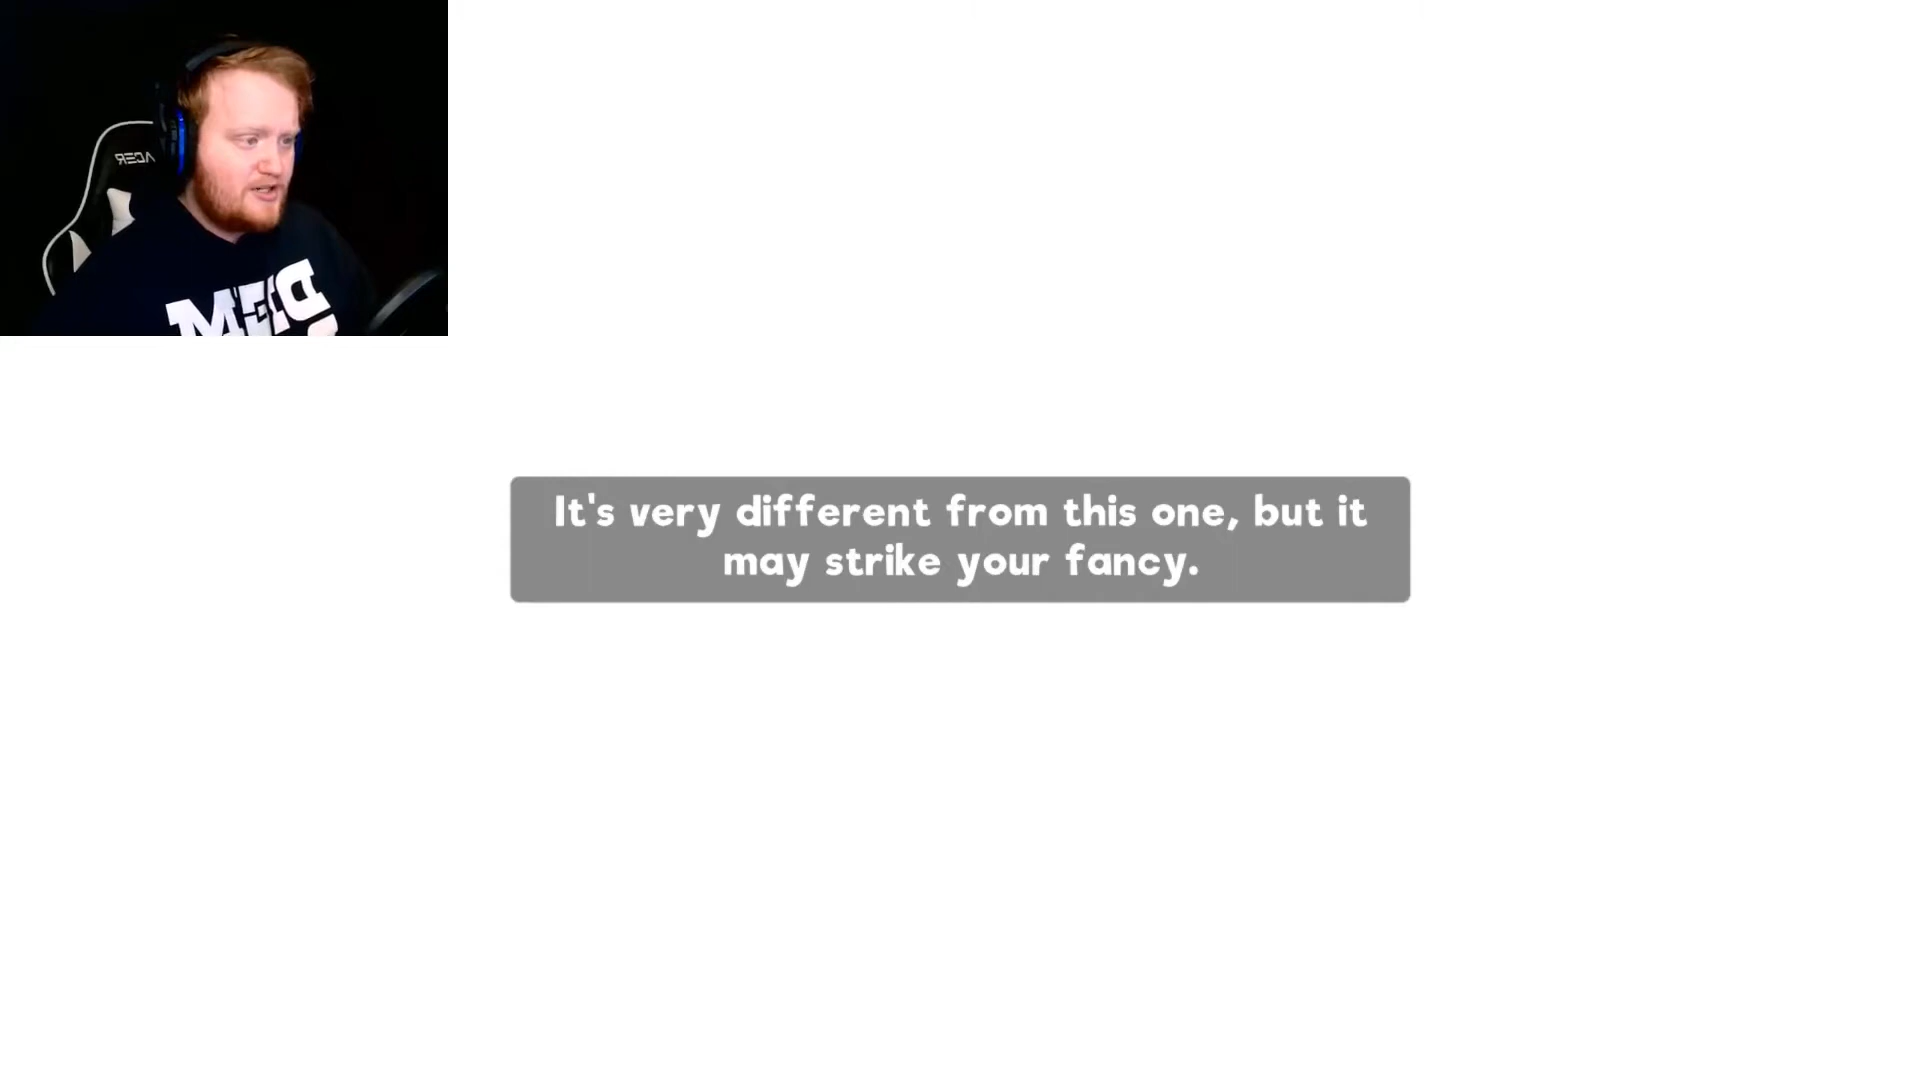 It's very different from this one, but it
may strike your fancy.